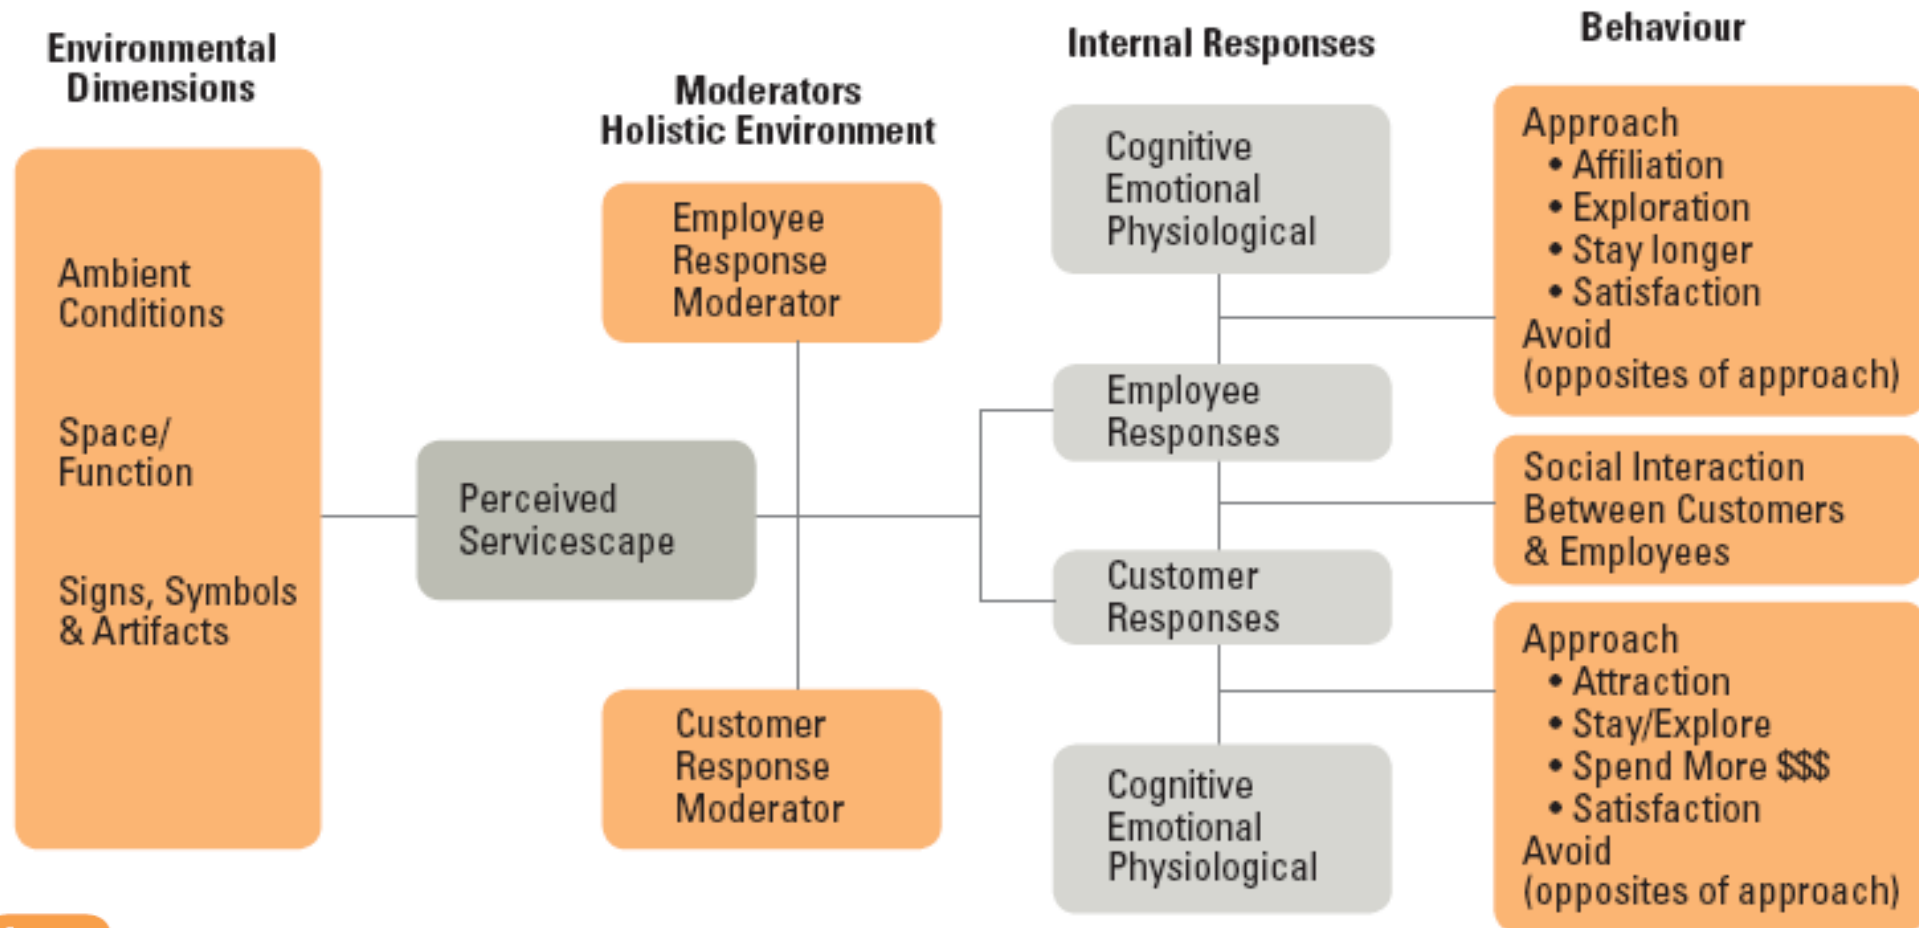 Environmental
Dimensions
Ambient
Conditions
Space/
Function
Signs, Symbols
& Artifacts
Perceived
Servicescape
Moderators
Holistic Environment
Employee
Response
Moderator
Customer
Response
Moderator
Internal Responses
Cognitive
Emotional
Physiological
Employee
Responses
Customer
Responses
Cognitive
Emotional
Physiological
Behaviour
Approach
• Affiliation
• Exploration
• Stay longer
• Satisfaction
Avoid
(opposites of approach)
Social Interaction
Between Customers
& Employees
Approach
• Attraction
• Stay/Explore
• Spend More $$$
• Satisfaction
Avoid
(opposites of approach)